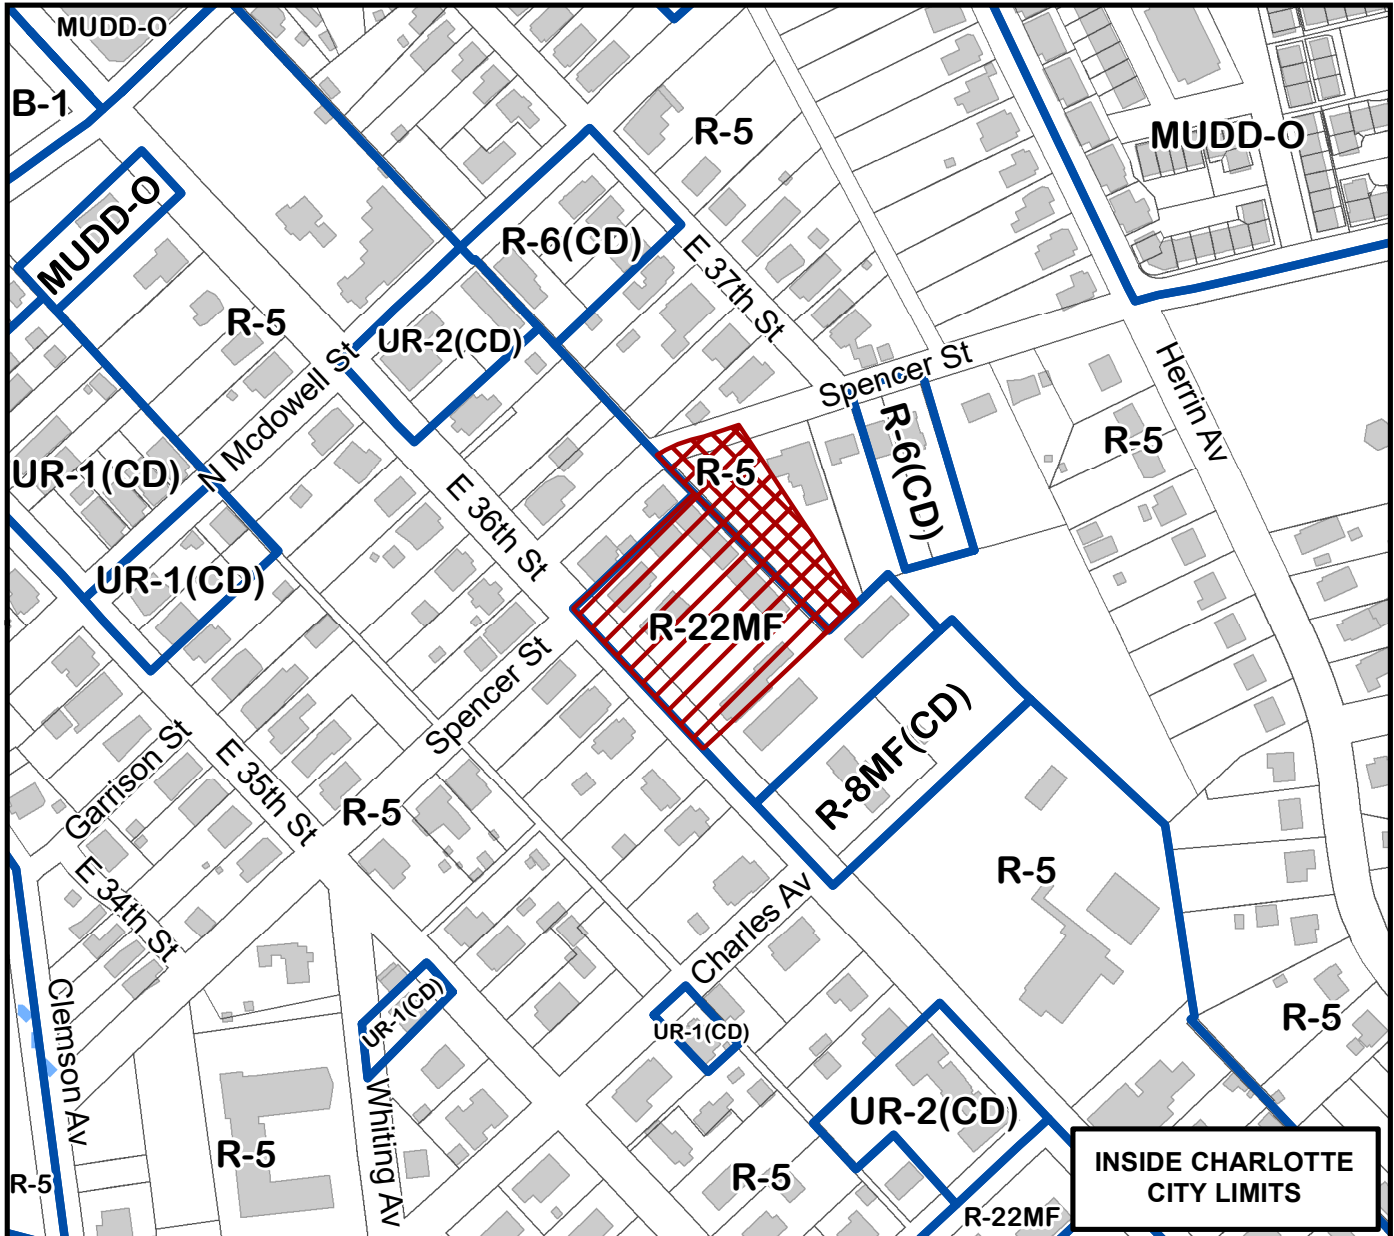 MUDD-O
B-1
R-5
MUDD-O
MUDD-O
R-6(CD)
E 37th St
R-5
UR-2(CD)
Spencer St
Herrin Av
N Mcdowell St
R-6(CD)
R-5
R-5
UR-1(CD)
E 36th St
UR-1(CD)
R-22MF
Spencer St
R-8MF(CD)
Garrison St
E 35th St
R-5
R-5
E 34th St
Charles Av
Clemson Av
UR-1(CD)
UR-1(CD)
R-5
Whiting Av
UR-2(CD)
R-5
R-5
R-5
R-22MF
INSIDE CHARLOTTE
CITY LIMITS